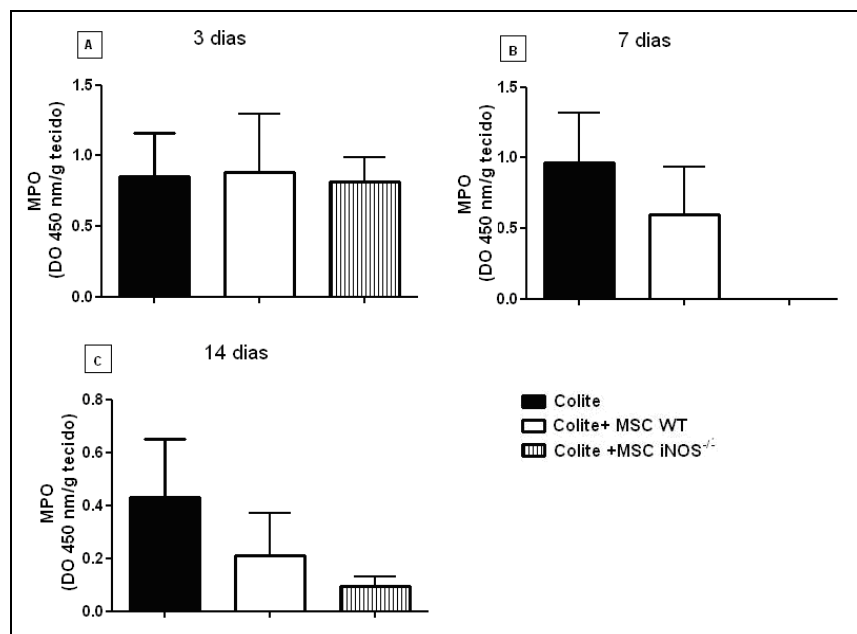 A
3 dias
MPO
(DO 450 nm/g tecido)
1.5
1.0
0.5
0.0
B
7 dias
MPO
(DO 450 nm/g tecido)
1.5
1.0
0.5
0.0
C
14 dias
MPO
(DO 450 nm/g tecido)
0.8
0.6
0.4
0.2
0.0
Colite
Colite+ MSC WT
Colite +MSC iNOS-/-